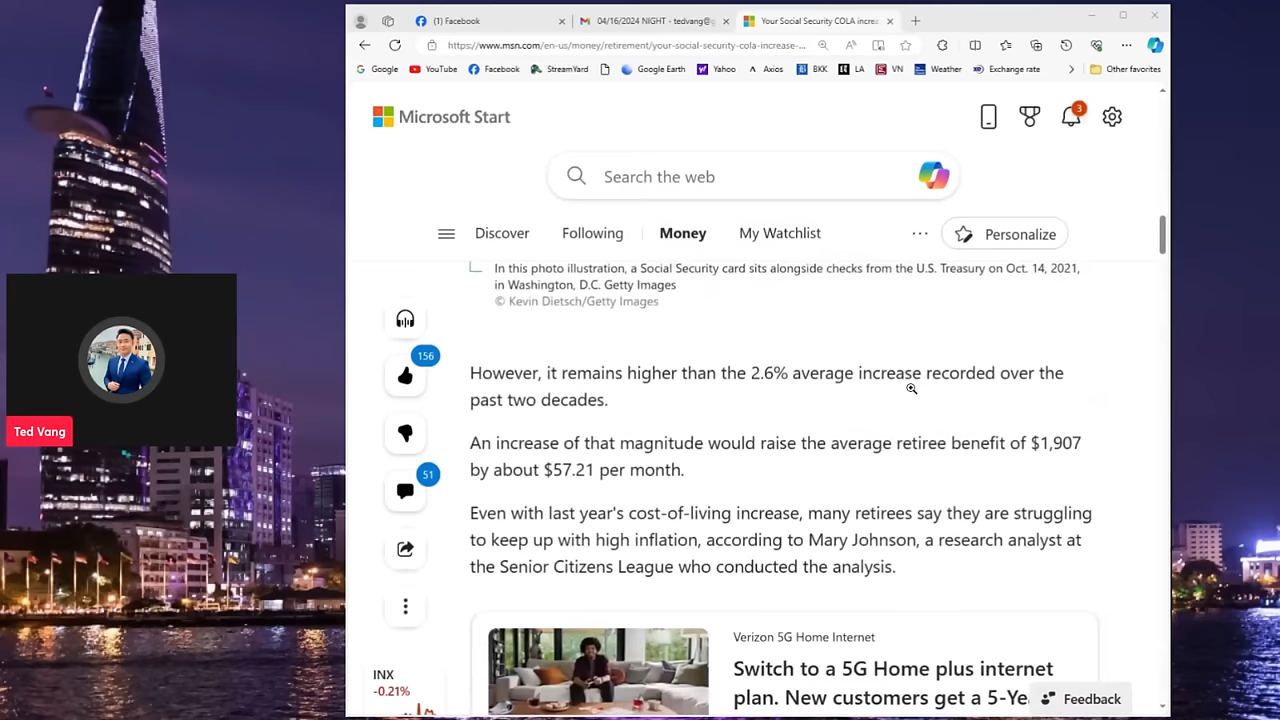 Facebook
04/16/2024 NIGHT - tedvang@
Your Social Security COLA increa
https://www.msn.com/en-us/money/retirement/your-social-security-cola-increase-...
Google
YouTube
Facebook
StreamYard
Google Earth
Yahoo
Axios
BKK
LA
VN
Weather
Exchange rate
Other favorites
Microsoft Start
3
Search the web
Discover
Following
Money
My Watchlist
Personalize
In this photo illustration, a Social Security card sits alongside checks from the U.S. Treasury on Oct. 14, 2021,
in Washington, D.C. Getty Images
© Kevin Dietsch/Getty Images
156
However, it remains higher than the 2.6% average increase recorded over the
past two decades.
Ted Vang
An increase of that magnitude would raise the average retiree benefit of $1,907
by about $57.21 per month.
51
Even with last year's cost-of-living increase, many retirees say they are struggling
to keep up with high inflation, according to Mary Johnson, a research analyst at
the Senior Citizens League who conducted the analysis.
Verizon 5G Home Internet
Switch to a 5G Home plus internet
plan. New customers get a 5-Ye
INX
-0.21%
Feedback